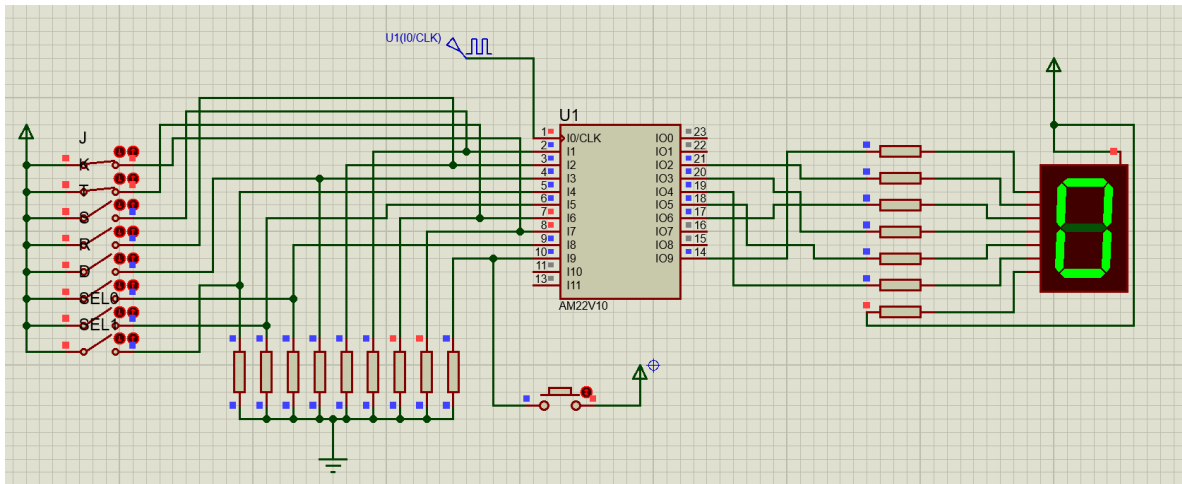 U1(I0/CLK)
J
K
T
S
R
D
SEL0
SEL1
U1
1 I0/CLK IO0 23
2 I1 IO1 22
3 I2 IO2 21
4 I3 IO3 20
5 I4 IO4 19
6 I5 IO5 18
7 I6 IO6 17
8 I7 IO7 16
9 I8 IO8 15
10 I9 IO9 14
11 I10
13 I11
AM22V10